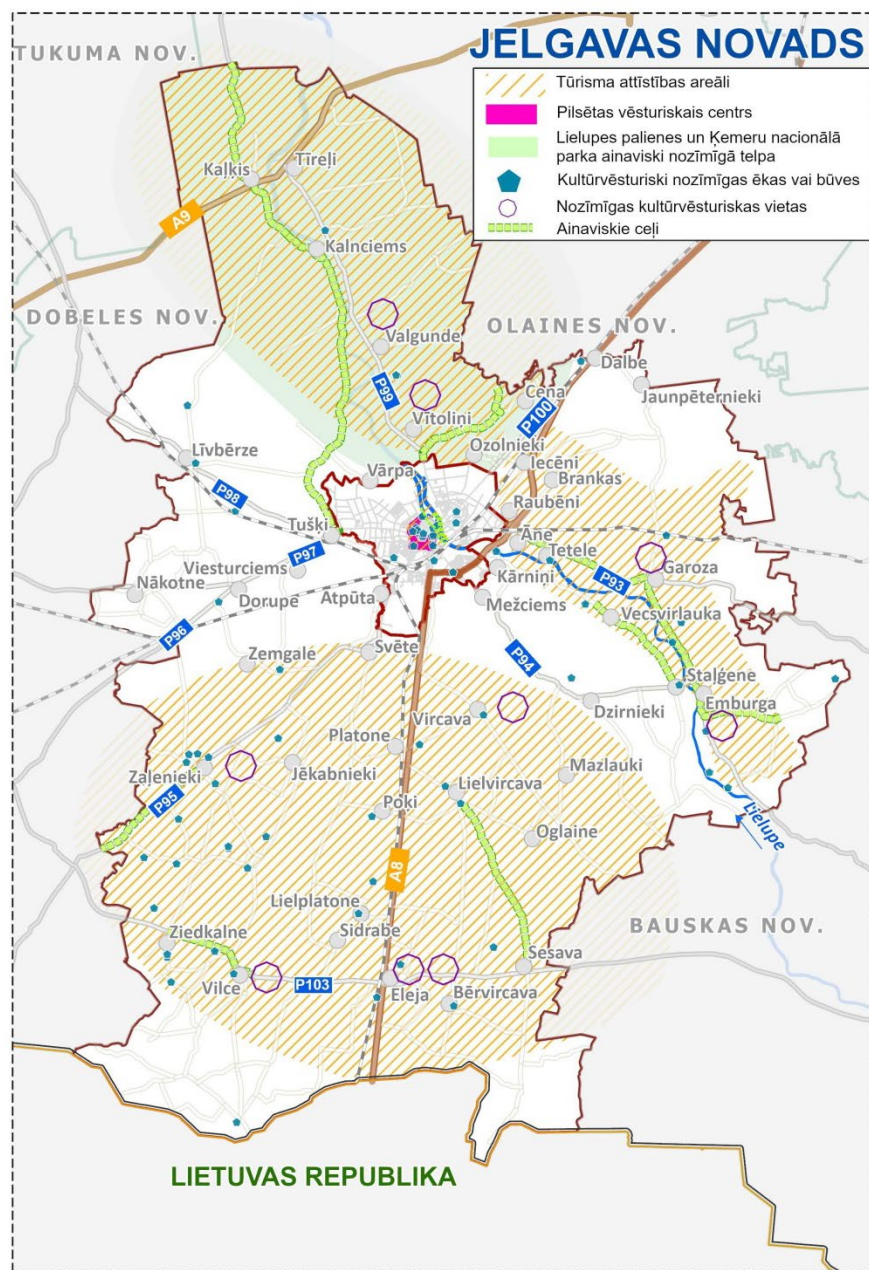 JELGAVAS NOVADS
TUKUMA NOV.
Tūrisma attīstības areāli
Pilsētas vēsturiskais centrs
Lielupes palienes un Ķemeru nacionālā
parka ainaviski nozīmīgā telpa
Kultūrvēsturiski nozīmīgas ēkas vai būves
Nozīmīgas kultūrvēsturiskas vietas
Ainaviskie ceļi
Kaļķis
Tīreļi
A9
Kalnciems
DOBELES NOV.
OLAINES NOV.
Valgunde
Dalbe
P99
Cena
Jaunpēternieki
P100
Vītoliņi
Līvbērze
Ozolnieki
Iecēni
Vārpa
Brankas
P98
Raubēni
Tušķi
Āne
Tetele
P97
Viesturciems
P93
Garoza
Nākotne
Dorupe
Atpūta
Kārniņi
Mežciems
Vecsvirlauka
P96
Zemgale
Svēte
P94
Staļģene
Emburga
Vircava
Dzirnieki
Platone
Zaļenieki
Jēkabnieki
Mazlauki
Lielvircava
P95
Poķi
Lielupe
Oglaine
A8
Lielplatone
BAUSKAS NOV.
Ziedkalne
Sidrabe
Sesava
Vilce
P103
Eleja
Bērvircava
LIETUVAS REPUBLIKA